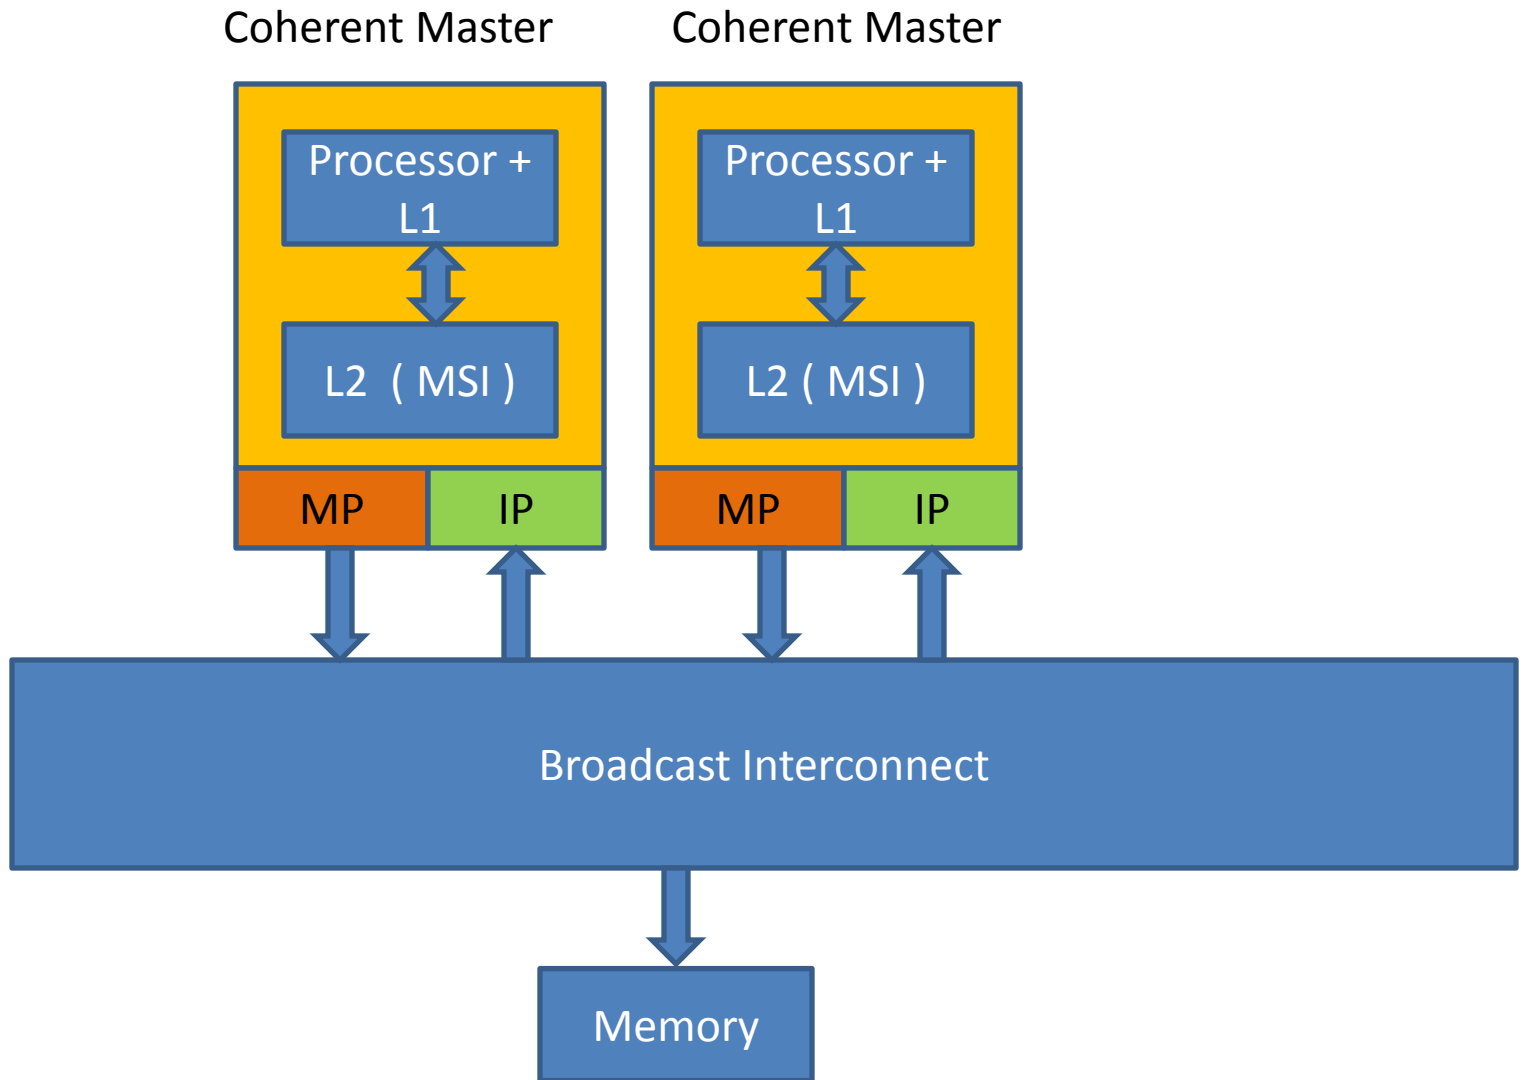 Coherent Master Coherent Master
Processor +
L1
Processor +
L1
L2 ( MSI )
L2 ( MSI )
MP IP MP IP
Broadcast Interconnect
Memory